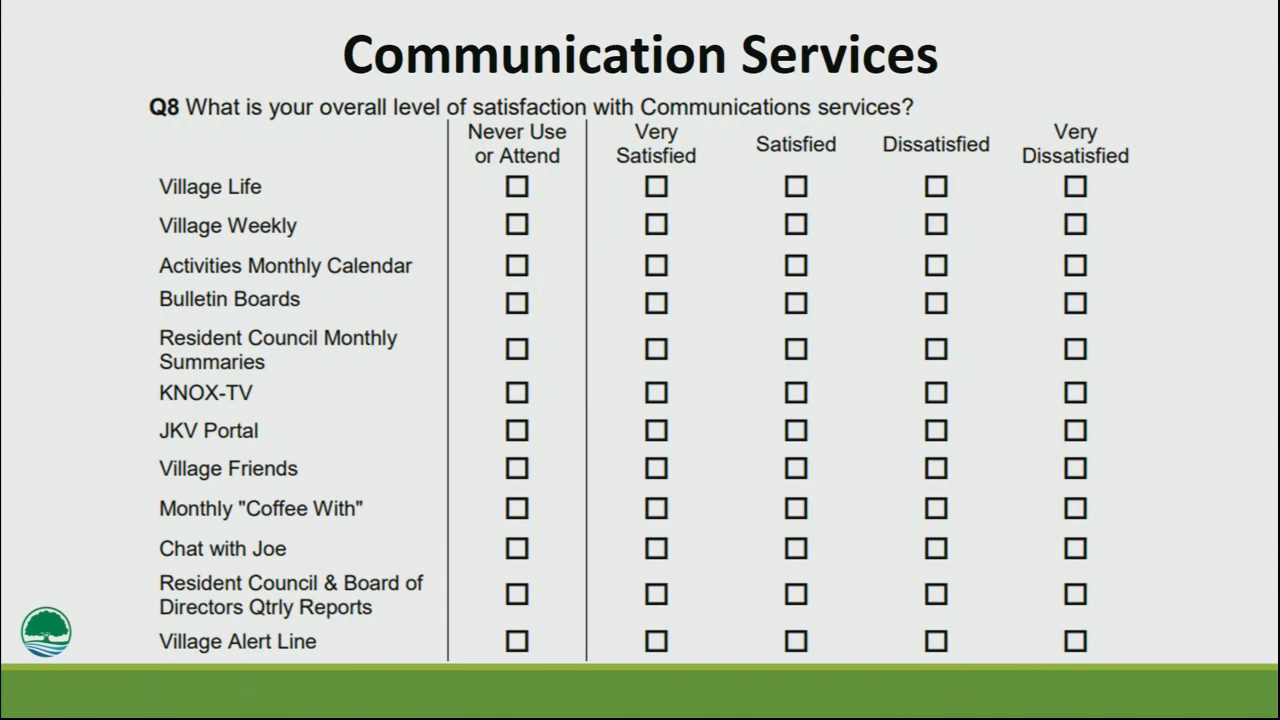 Communication Services
Q8 What is your overall level of satisfaction with Communications services?
Never Use
or Attend
Very
Satisfied
Satisfied
Dissatisfied
Very
Dissatisfied
Village Life
Village Weekly
Activities Monthly Calendar
Bulletin Boards
Resident Council Monthly
Summaries
KNOX-TV
JKV Portal
Village Friends
Monthly "Coffee With"
Chat with Joe
Resident Council & Board of
Directors Qtrly Reports
Village Alert Line